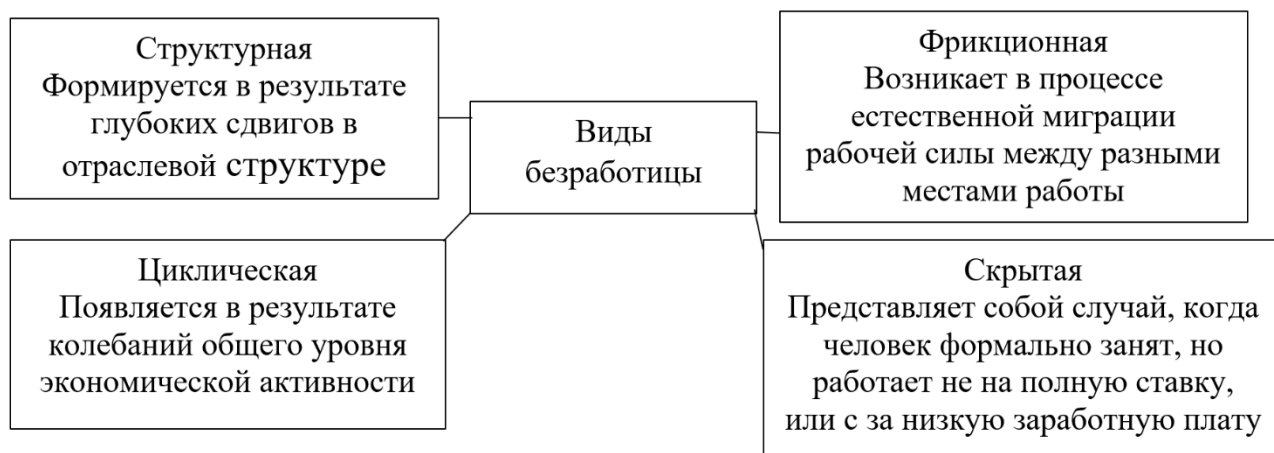 Структурная
Формируется в результате
глубоких сдвигов в
отраслевой структуре
Виды
безработицы
Фрикционная
Возникает в процессе
естественной миграции
рабочей силы между разными
местами работы
Циклическая
Появляется в результате
колебаний общего уровня
экономической активности
Скрытая
Представляет собой случай, когда
человек формально занят, но
работает не на полную ставку,
или с за низкую заработную плату